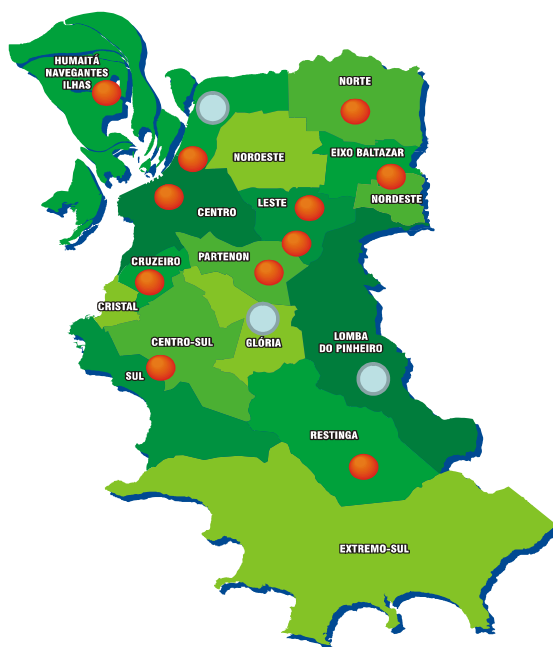 HUMAITÁ
NAVEGANTES
ILHAS
NORTE
NOROESTE
EIXO BALTAZAR
NORDESTE
LESTE
CENTRO
PARTENON
CRUZEIRO
CRISTAL
CENTRO-SUL
GLÓRIA
LOMBA
DO PINHEIRO
SUL
RESTINGA
EXTREMO-SUL